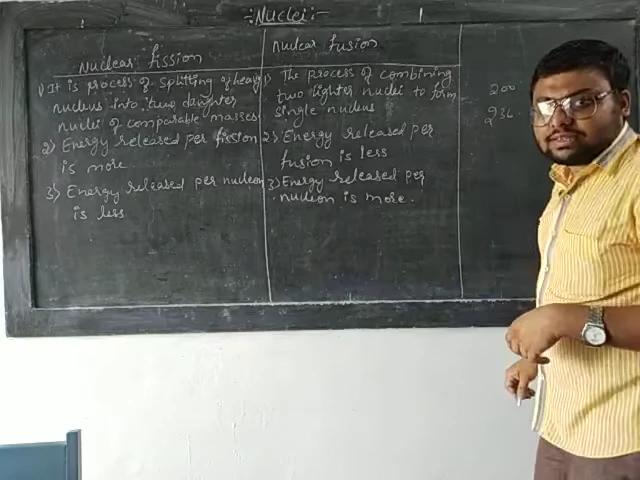 :Nuclei:-
Nuclear fission
1) It is process of splitting of heavy
nucleus into two daughter
nuclei of comparable masses
2) Energy released per fission
is more
3) Energy released per nucleon
is less
nuclear fusion
1) The process of combining
two lighter nuclei to form
single nucleus
2) Energy released per
fusion is less
3) Energy released per
nucleon is more.
200